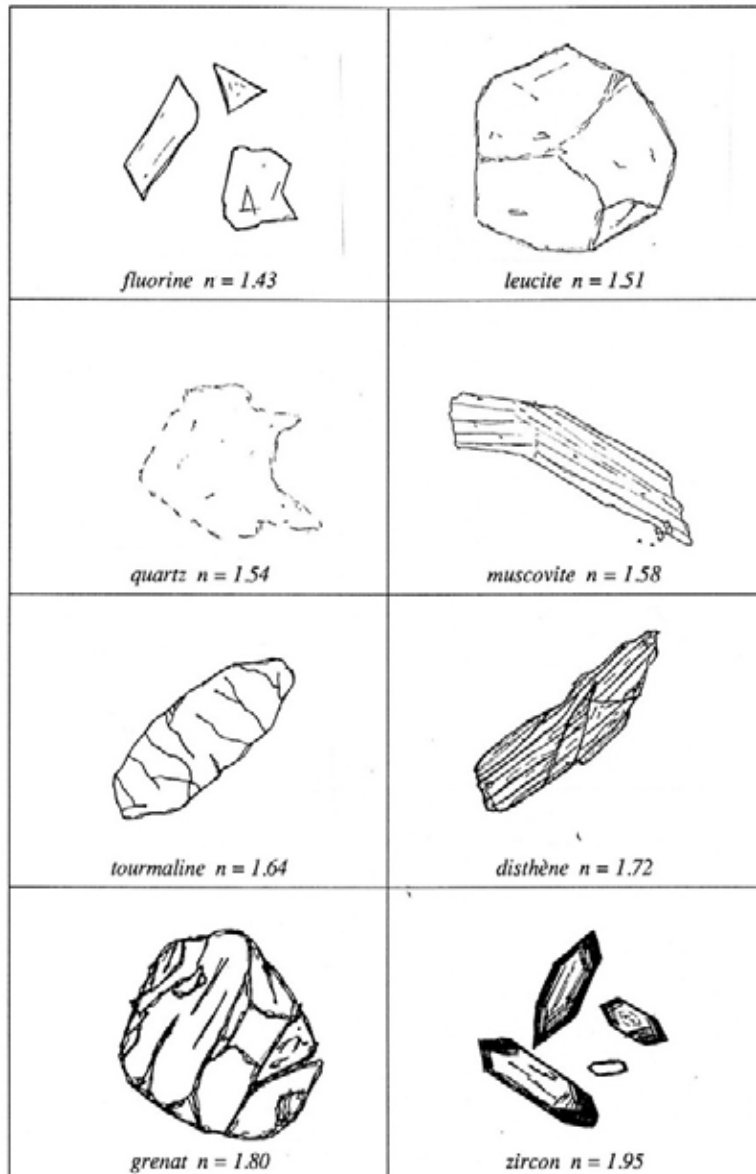 fluorine n = 1.43
leucite n = 1.51
quartz n = 1.54
muscovite n = 1.58
tourmaline n = 1.64
disthène n = 1.72
grenat n = 1.80
zircon n = 1.95